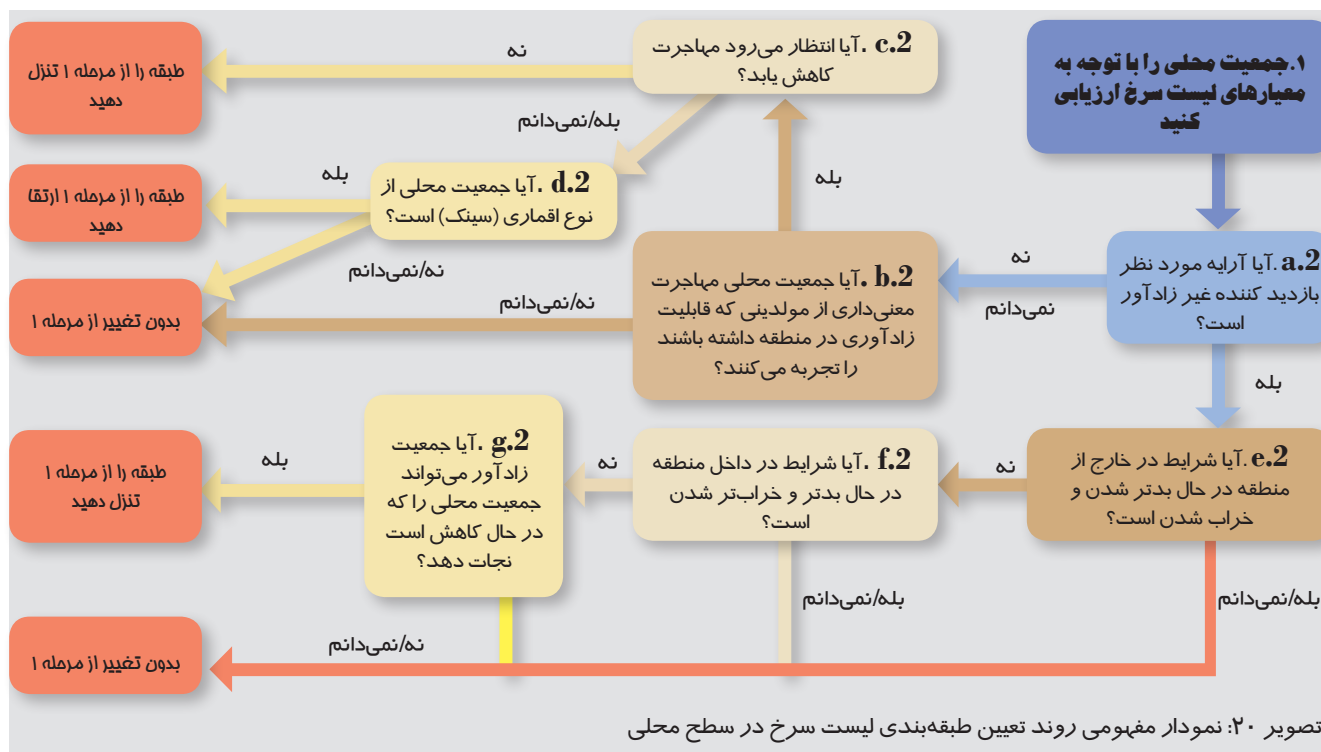 ۱.جمعیت محلی را با توجه به
معیارهای لیست سرخ ارزیابی
کنید
2.a.آیا آرایه مورد نظر
بازدید کننده غیر زادآور
است؟
نه
نمی‌دانم
بله
2.b .آیا جمعیت محلی مهاجرت
معنی‌داری از مولدینی که قابلیت
زادآوری در منطقه داشته باشند
را تجربه می‌کنند؟
بله
نه/نمی‌دانم
2.c .آیا انتظار می‌رود مهاجرت
کاهش یابد؟
نه
بله/نمی‌دانم
2.d .آیا جمعیت محلی از
نوع اقماری (سینک) است؟
بله
نه/نمی‌دانم
طبقه را از مرحله ۱ تنزل
دهید
طبقه را از مرحله ۱ ارتقا
دهید
بدون تغییر از مرحله ۱
2.e.آیا شرایط در خارج از
منطقه در حال بدتر شدن و
خراب شدن است؟
نه
بله/نمی‌دانم
2.f .آیا شرایط در داخل منطقه
در حال بدتر و خراب‌تر شدن
است؟
نه
بله/نمی‌دانم
2.g .آیا جمعیت
زادآور می‌تواند
جمعیت محلی را که
در حال کاهش است
نجات دهد؟
بله
نه/نمی‌دانم
طبقه را از مرحله ۱
تنزل دهید
بدون تغییر از مرحله ۱
تصویر ۲۰: نمودار مفهومی روند تعیین طبقه‌بندی لیست سرخ در سطح محلی